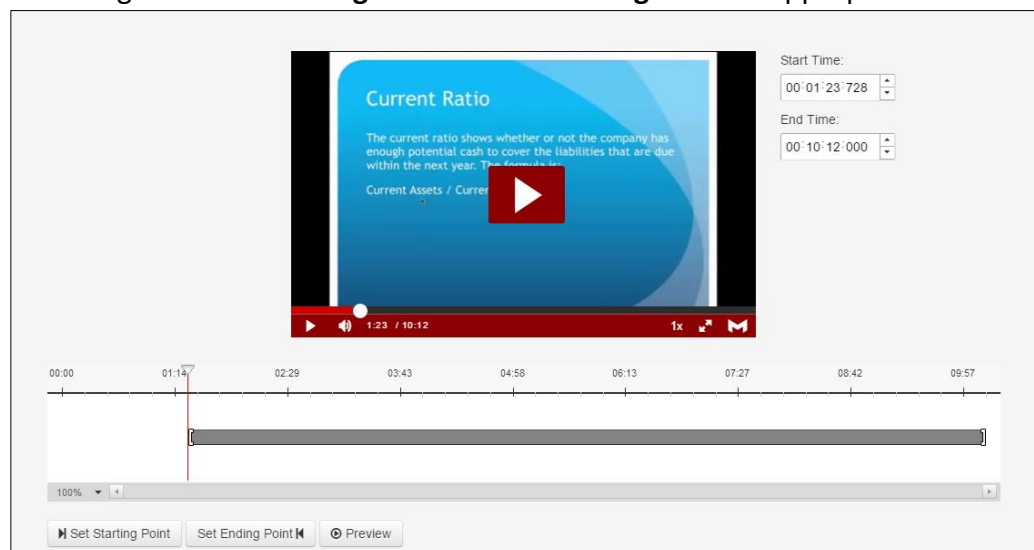 Start Time:
00:01:23:728
End Time:
00:10:12:000
Current Ratio
The current ratio shows whether or not the company has
enough potential cash to cover the liabilities that are due
within the next year. The formula is:
Current Assets /
1:23 / 10:12
1x
00:00 01:14 02:29 03:43 04:58 06:13 07:27 08:42 09:57
100%
Set Starting Point Set Ending Point Preview